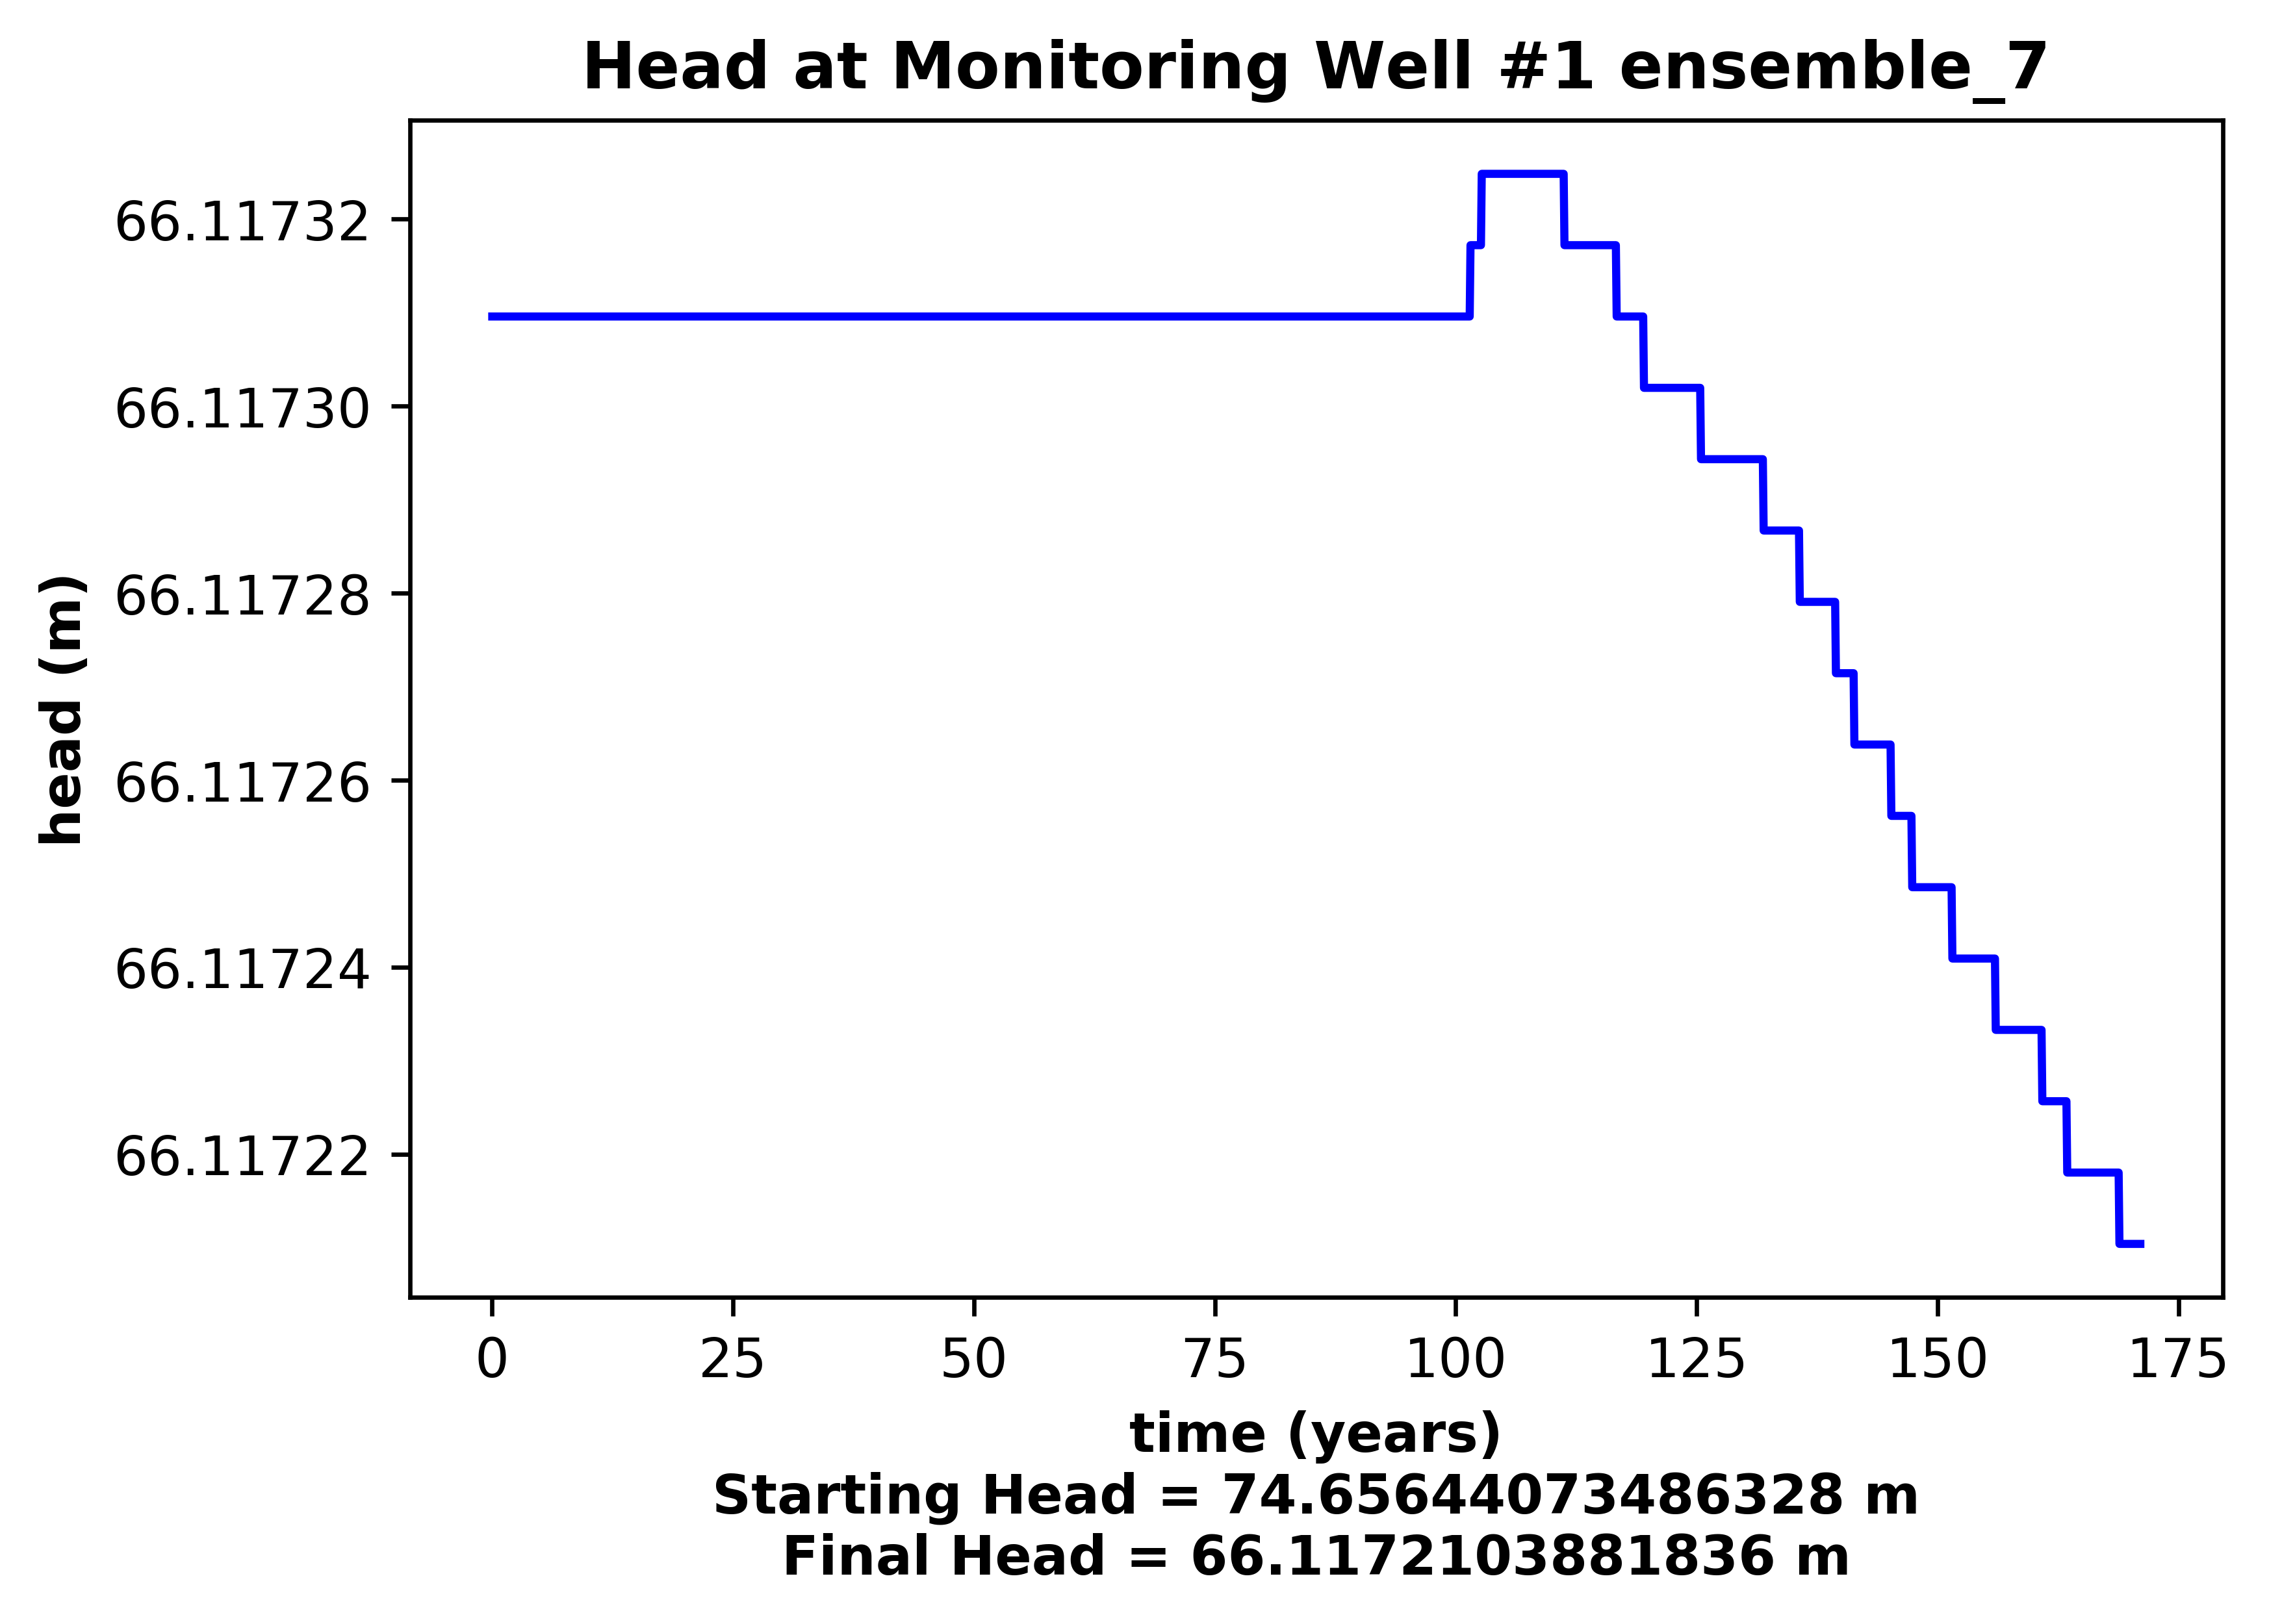 Head at Monitoring Well #1 ensemble_7
66.11732
66.11730
66.11728
66.11726
66.11724
66.11722
head (m)
0 25 50 75 100 125 150 175
time (years)
Starting Head = 74.65644073486328 m
Final Head = 66.1172103881836 m